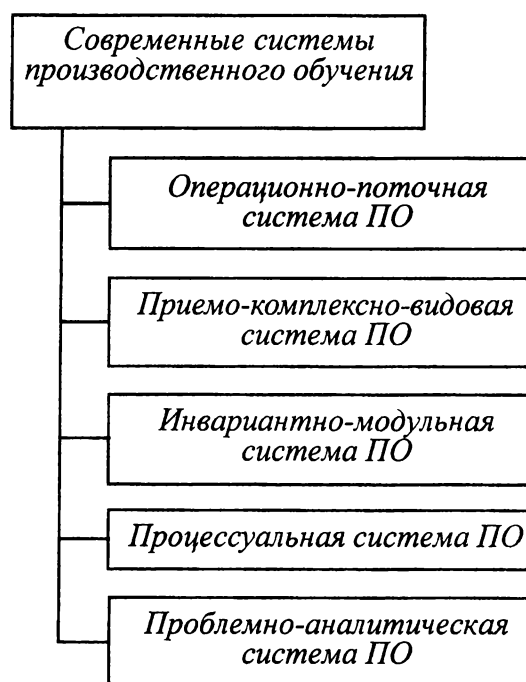 Современные системы
производственного обучения
Операционно-поточная
система ПО
Приемо-комплексно-видовая
система ПО
Инвариантно-модульная
система ПО
Процессуальная система ПО
Проблемно-аналитическая
система ПО